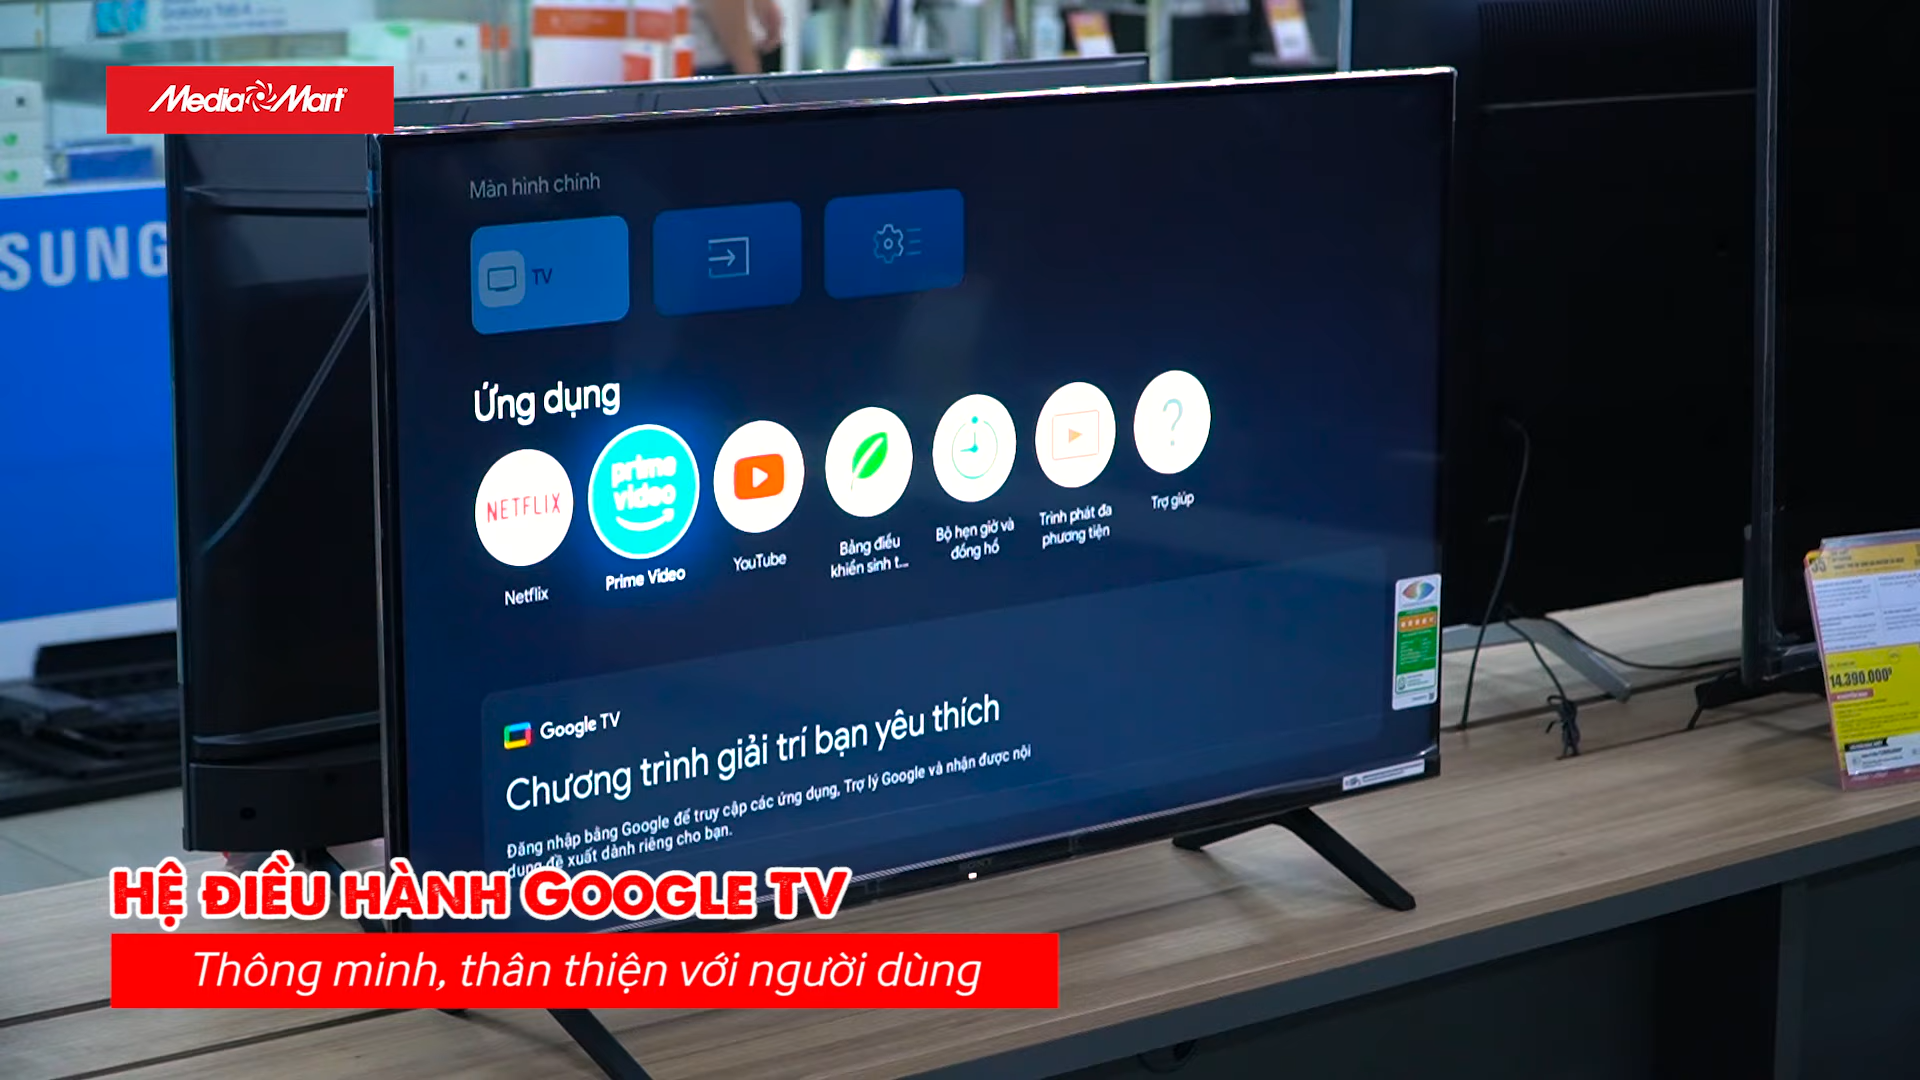 Media Mart
SUNG
Màn hình chính
TV
Ứng dụng
NETFLIX
prime video
Netflix
Prime Video
YouTube
Bảng điều
khiển sinh t...
Bộ hẹn giờ và
đồng hồ
Trình phát đa
phương tiện
Trợ giúp
Google TV
Chương trình giải trí bạn yêu thích
Đăng nhập bằng Google để truy cập các ứng dụng, Trợ lý Google và nhận được nội
dung đề xuất dành riêng cho bạn.
SONY
14.390.000đ
HỆ ĐIỀU HÀNH GOOGLE TV
Thông minh, thân thiện với người dùng